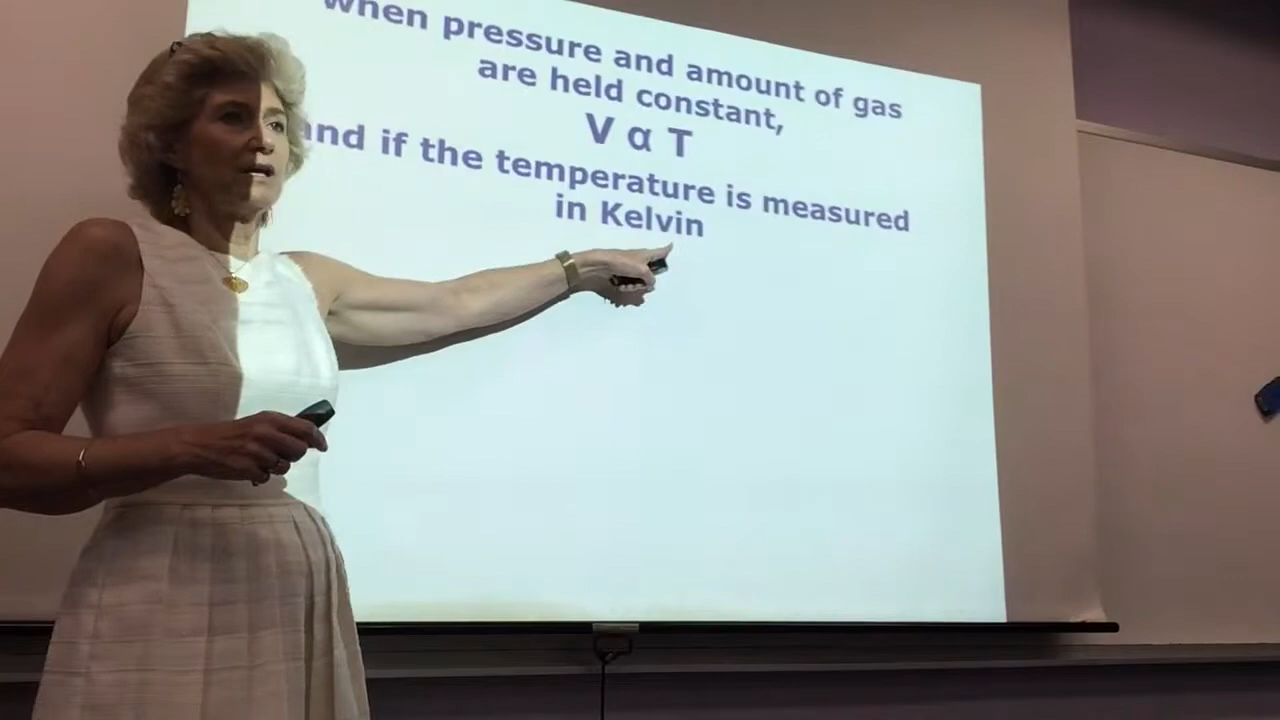 when pressure and amount of gas
are held constant,
V α T
and if the temperature is measured
in Kelvin